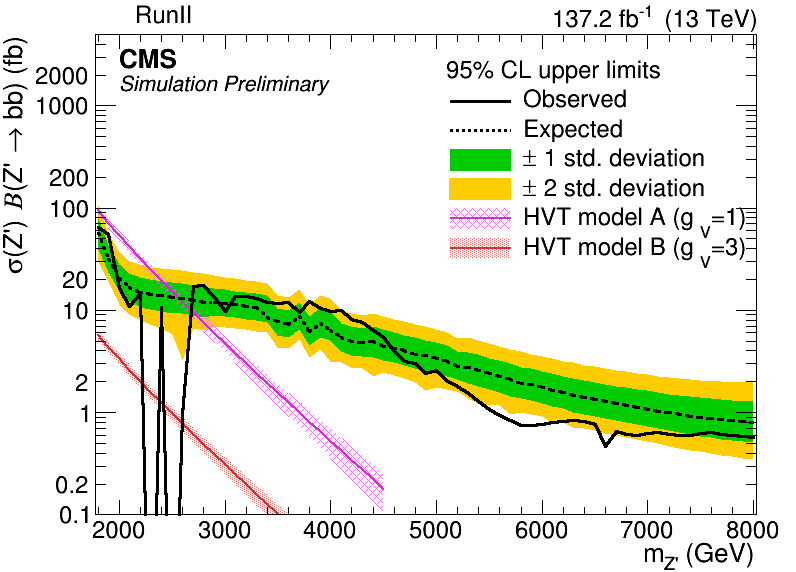 RunII
137.2 fb⁻¹ (13 TeV)
CMS
Simulation Preliminary
95% CL upper limits
Observed
Expected
± 1 std. deviation
± 2 std. deviation
HVT model A (g_V=1)
HVT model B (g_V=3)
σ(Z') B(Z' → bb) (fb)
2000
1000
200
100
20
10
2
1
0.2
0.1
2000 3000 4000 5000 6000 7000 8000
m_Z' (GeV)